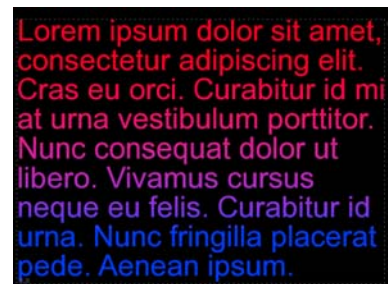 Lorem ipsum dolor sit amet,
consectetur adipiscing elit.
Cras eu orci. Curabitur id mi
at urna vestibulum porttitor.
Nunc consequat dolor ut
libero. Vivamus cursus
neque eu felis. Curabitur id
urna. Nunc fringilla placerat
pede. Aenean ipsum.